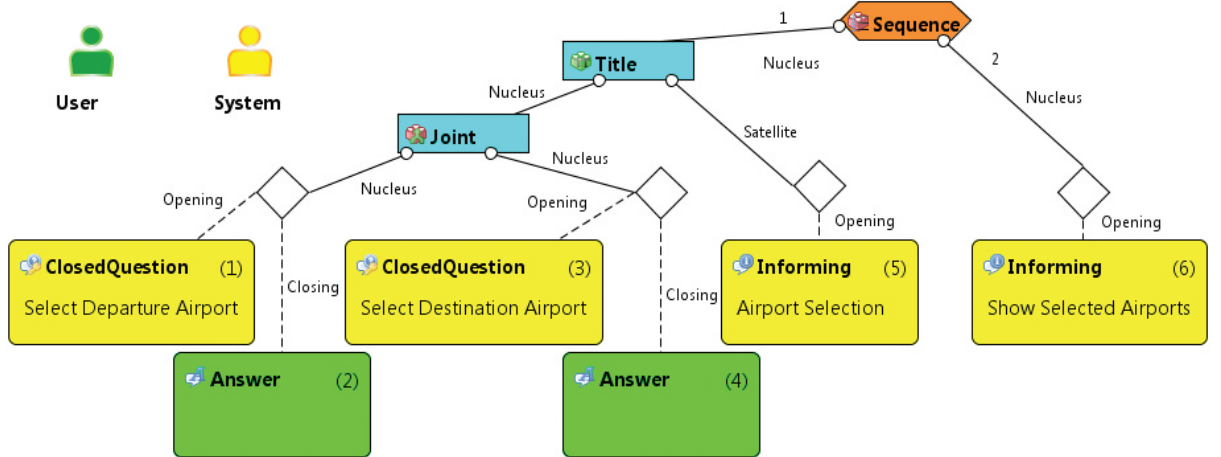 1
Sequence
Title
Nucleus
2
User
System
Nucleus
Nucleus
Joint
Satellite
Nucleus
Nucleus
Opening
Opening
Opening
Opening
ClosedQuestion (1)
Select Departure Airport
ClosedQuestion (3)
Select Destination Airport
Informing (5)
Airport Selection
Informing (6)
Show Selected Airports
Closing
Closing
Answer (2)
Answer (4)